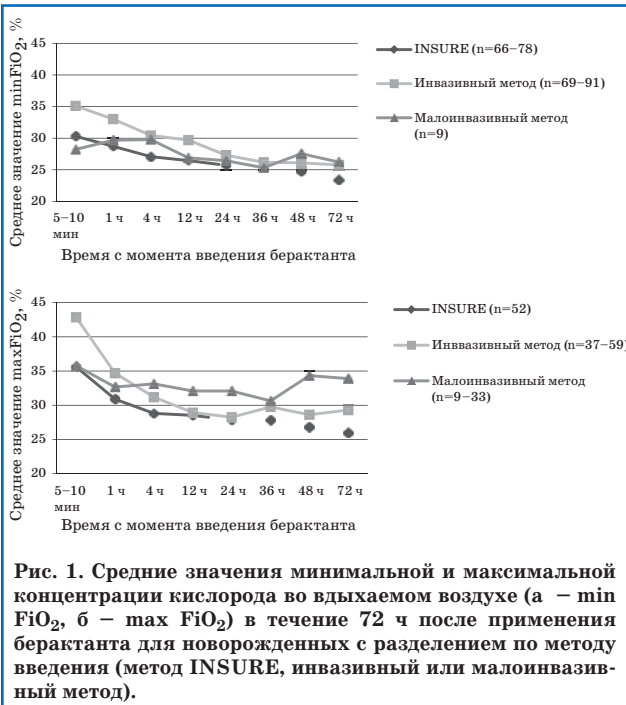 Среднее значение minFiO2, %
45
40
35
30
25
20
5–10 мин
1 ч
4 ч
12 ч
24 ч
36 ч
48 ч
72 ч
Время с момента введения берактанта
INSURE (n=66–78)
Инвазивный метод (n=69–91)
Малоинвазивный метод
(n=9)
Среднее значение maxFiO2, %
45
40
35
30
25
20
5–10 мин
1 ч
4 ч
12 ч
24 ч
36 ч
48 ч
72 ч
Время с момента введения берактанта
INSURE (n=52)
Инввазивный метод (n=37–59)
Малоинвазивный метод
(n=9–33)
Рис. 1. Средние значения минимальной и максимальной
концентрации кислорода во вдыхаемом воздухе (а – min
FiO2, б – max FiO2) в течение 72 ч после применения
берактанта для новорожденных с разделением по методу
введения (метод INSURE, инвазивный или малоинвазив-
ный метод).